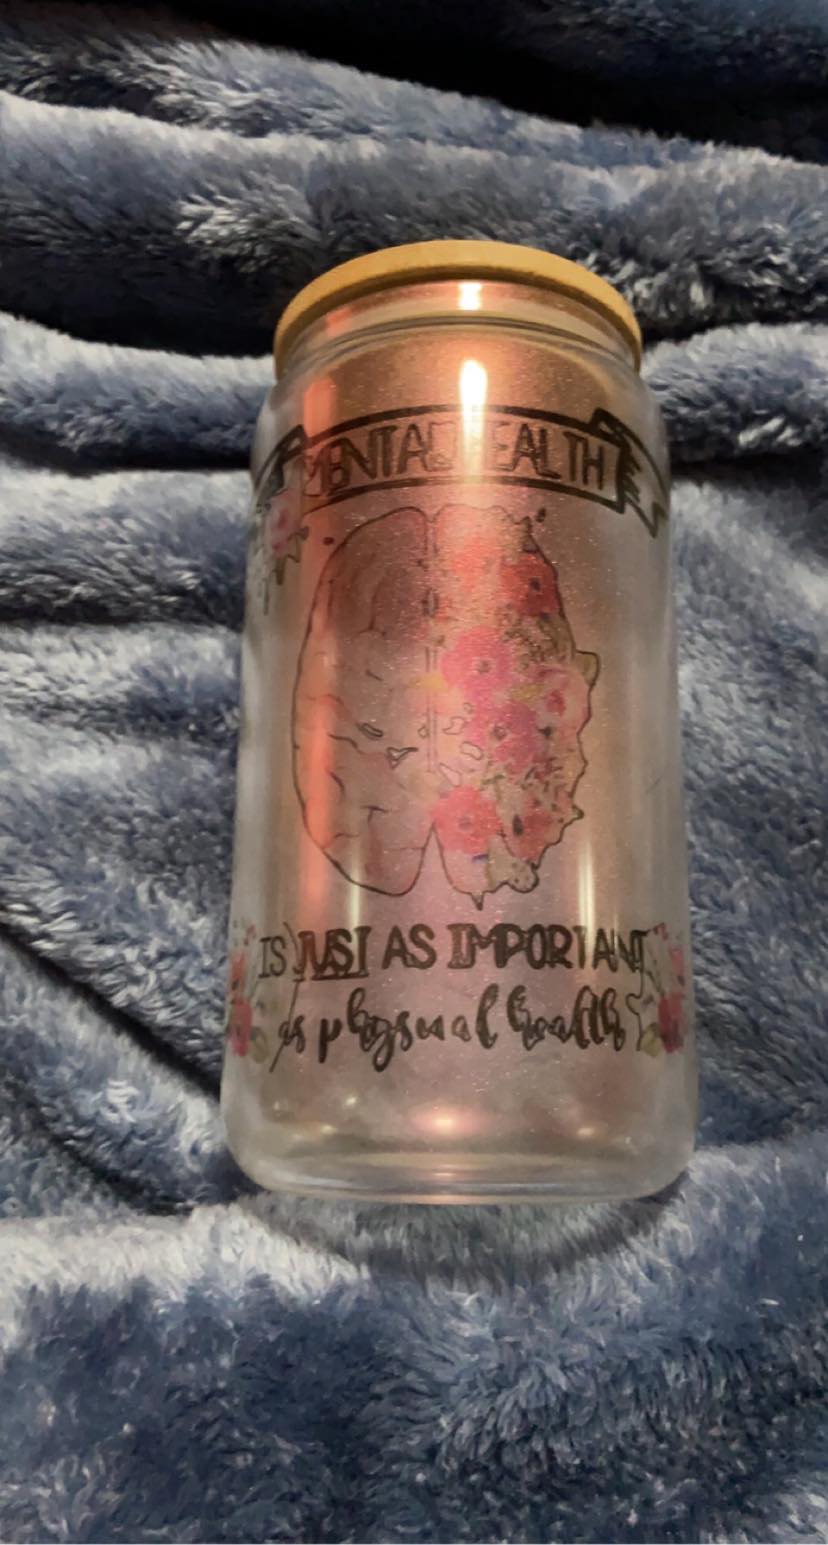 MENTAL HEALTH
IS JUST AS IMPORTANT
as physical health